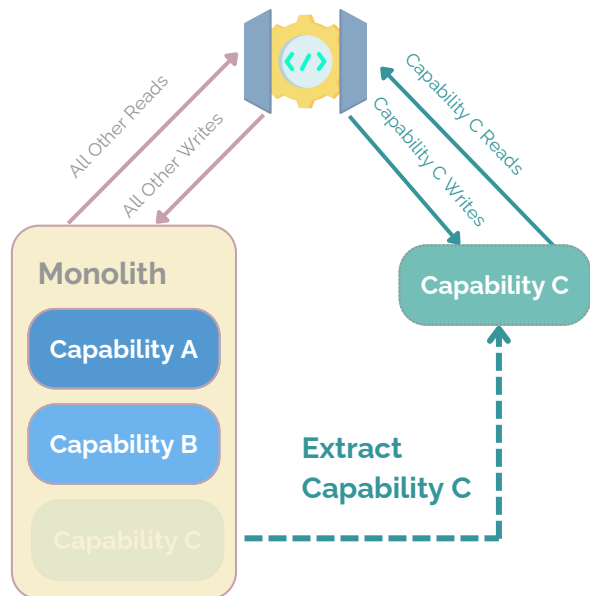 </>
All Other Reads
All Other Writes
Capability C Reads
Capability C Writes
Monolith
Capability A
Capability B
Capability C
Capability C
Extract
Capability C